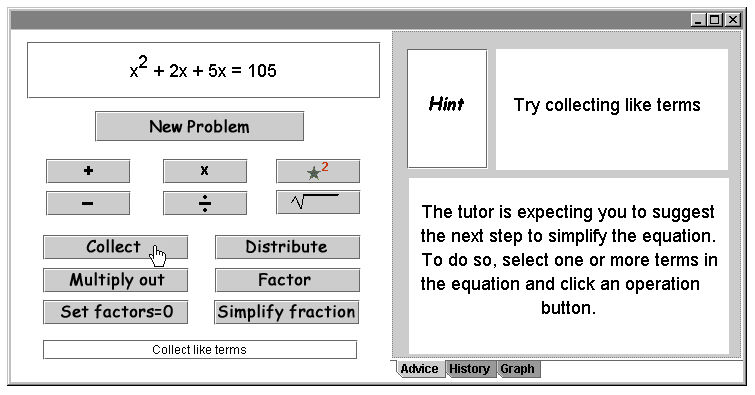 x² + 2x + 5x = 105
New Problem
+ x ★²
− ÷ √
Collect Distribute
Multiply out Factor
Set factors=0 Simplify fraction
Collect like terms
Hint
Try collecting like terms
The tutor is expecting you to suggest
the next step to simplify the equation.
To do so, select one or more terms in
the equation and click an operation
button.
Advice History Graph